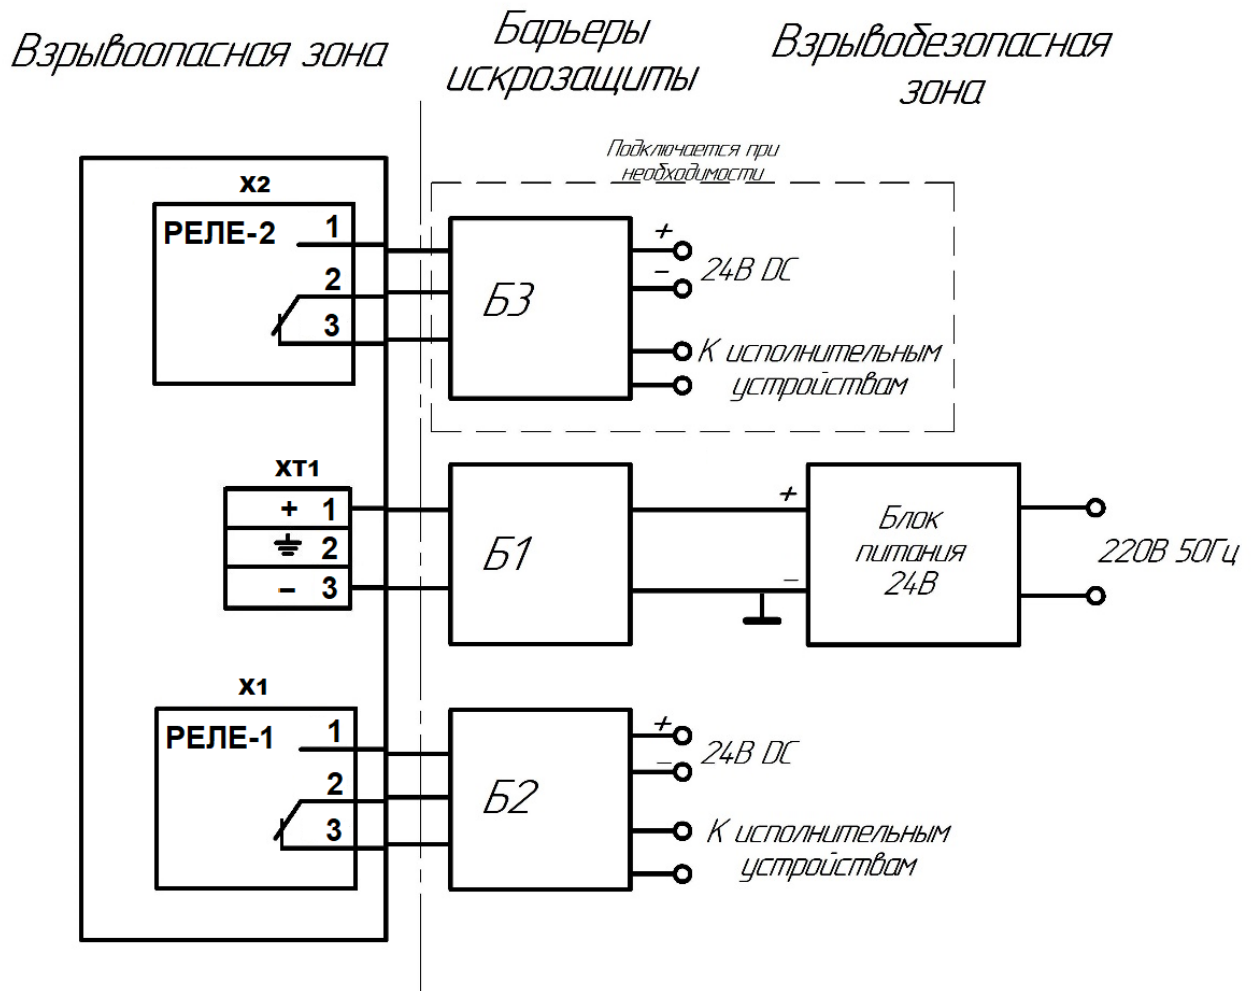 Взрывоопасная зона
Барьеры
искрозащиты
Взрывобезопасная
зона
Подключается при
необходимости
X2
РЕЛЕ-2
1
2
3
Б3
+
–
24В DC
К исполнительным
устройствам
XT1
+ 1
2
– 3
Б1
+
–
Блок
питания
24В
220В 50Гц
X1
РЕЛЕ-1
1
2
3
Б2
+
–
24В DC
К исполнительным
устройствам